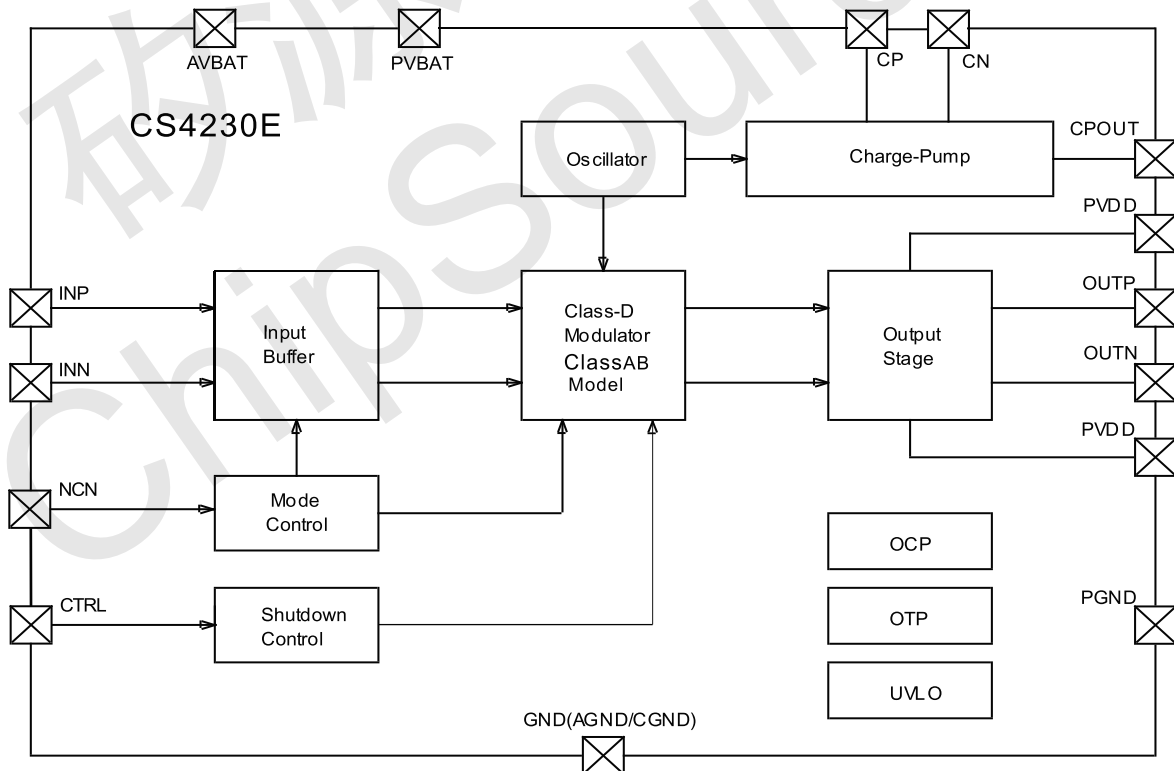 AVBAT
PVBAT
CP
CN
CS4230E
CPOUT
Oscillator
Charge-Pump
PVDD
INP
OUTP
Input
Buffer
Class-D
Modulator
ClassAB
Model
Output
Stage
INN
OUTN
PVDD
NCN
Mode
Control
OCP
CTRL
Shutdown
Control
OTP
PGND
UVLO
GND(AGND/CGND)
ChipSour
矽源